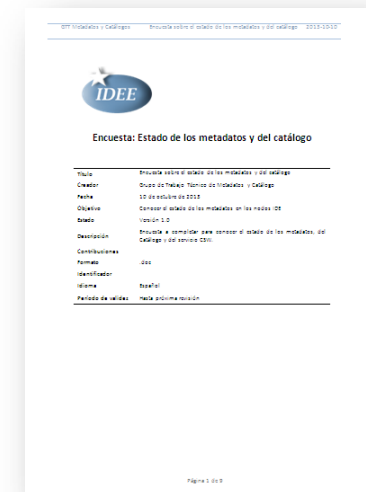 GTT Metadatos y Catálogos Encuesta sobre el estado de los metadatos y del catálogo 2013-10-10
IDEE
Encuesta: Estado de los metadatos y del catálogo
Título Encuesta sobre el estado de los metadatos y del catálogo
Creador Grupo de Trabajo Técnico de Metadatos y Catálogo
Fecha 10 de octubre de 2013
Objetivo Conocer el estado de los metadatos en los nodos IDE
Estado Versión 1.0
Descripción Encuesta a completar para conocer el estado de los metadatos, del
Catálogo y del servicio CSW.
Contribuciones
Formato .doc
Identificador
Idioma Español
Período de validez Hasta próxima revisión
Página 1 de